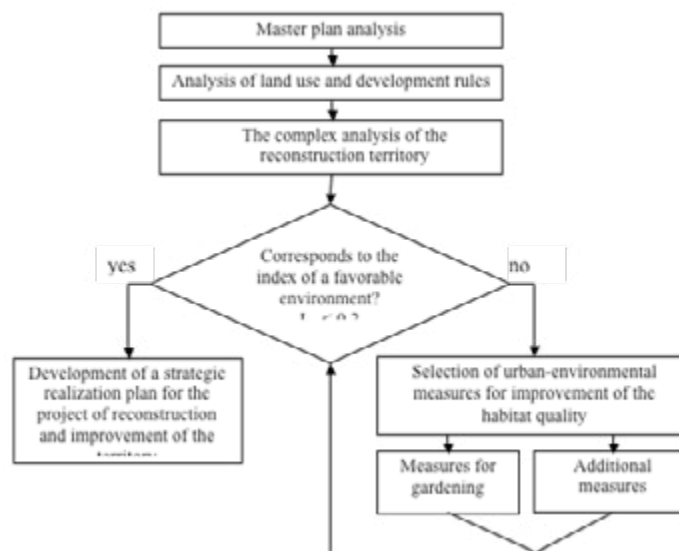 Master plan analysis
Analysis of land use and development rules
The complex analysis of the
reconstruction territory
yes
Corresponds to the
index of a favorable
environment?
no
Development of a strategic
realization plan for the
project of reconstruction
and improvement of the
territory
Selection of urban-environmental
measures for improvement of the
habitat quality
Measures for
gardening
Additional
measures